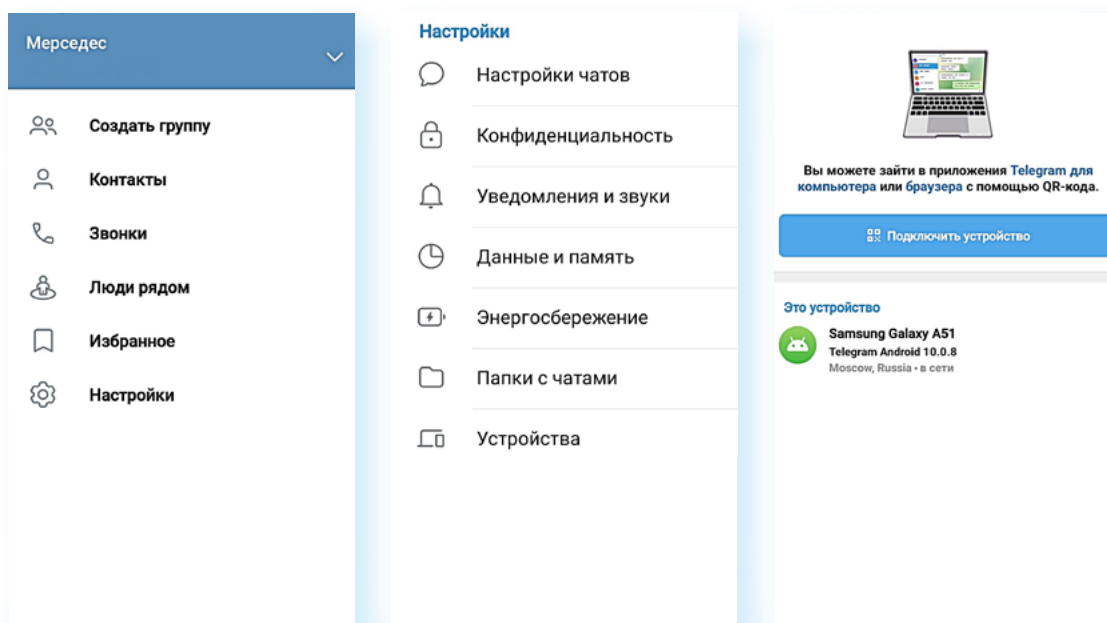 Мерседес
Создать группу
Контакты
Звонки
Люди рядом
Избранное
Настройки
Настройки
Настройки чатов
Конфиденциальность
Уведомления и звуки
Данные и память
Энергосбережение
Папки с чатами
Устройства
Вы можете зайти в приложения Telegram для
компьютера или браузера с помощью QR-кода.
Подключить устройство
Это устройство
Samsung Galaxy A51
Telegram Android 10.0.8
Moscow, Russia • в сети